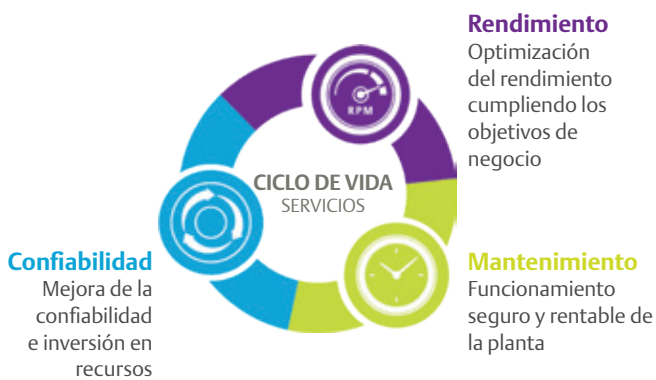 Rendimiento
Optimización
del rendimiento
cumpliendo los
objetivos de
negocio
RPM
CICLO DE VIDA
SERVICIOS
Confiabilidad
Mejora de la
confiabilidad
e inversión en
recursos
Mantenimiento
Funcionamiento
seguro y rentable de
la planta